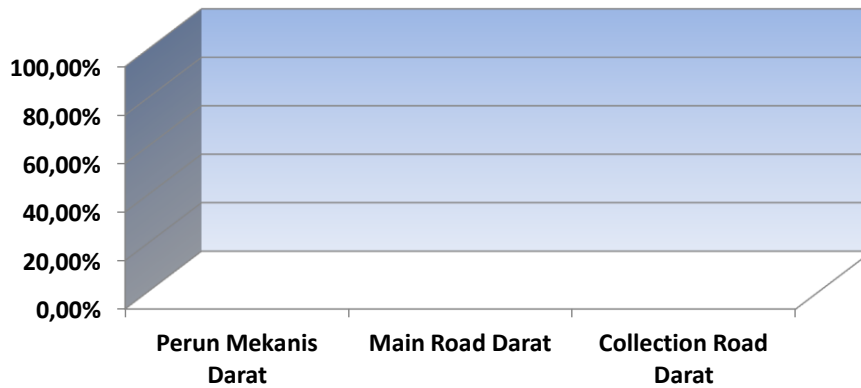 100,00%
80,00%
60,00%
40,00%
20,00%
0,00%
Perun Mekanis
Darat
Main Road Darat
Collection Road
Darat